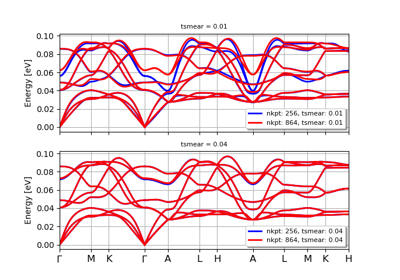 tsmear = 0.01
0.10
0.08
0.06
0.04
0.02
0.00
Energy [eV]
nkpt: 256, tsmear: 0.01
nkpt: 864, tsmear: 0.01
Γ M K Γ A L H A L M K H
tsmear = 0.04
0.10
0.08
0.06
0.04
0.02
0.00
Energy [eV]
nkpt: 256, tsmear: 0.04
nkpt: 864, tsmear: 0.04
Γ M K Γ A L H A L M K H